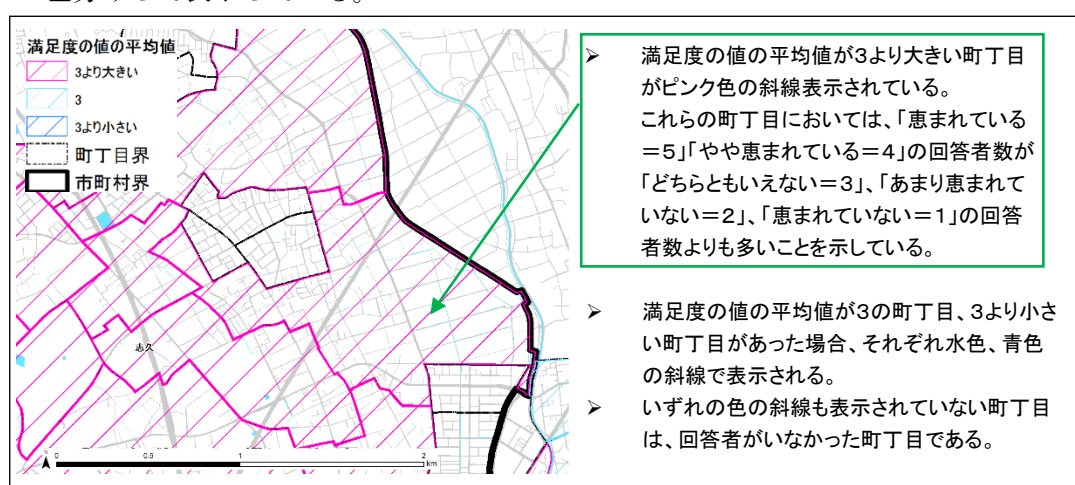 満足度の値の平均値
3より大きい
3
3より小さい
町丁目界
市町村界
志久
0 0.5 1 2
km
➢ 満足度の値の平均値が3より大きい町丁目
がピンク色の斜線表示されている。
これらの町丁目においては、「恵まれている
=5」「やや恵まれている=4」の回答者数が
「どちらともいえない=3」、「あまり恵まれて
いない=2」、「恵まれていない=1」の回答
者数よりも多いことを示している。
➢ 満足度の値の平均値が3の町丁目、3より小さ
い町丁目があった場合、それぞれ水色、青色
の斜線で表示される。
➢ いずれの色の斜線も表示されていない町丁目
は、回答者がいなかった町丁目である。